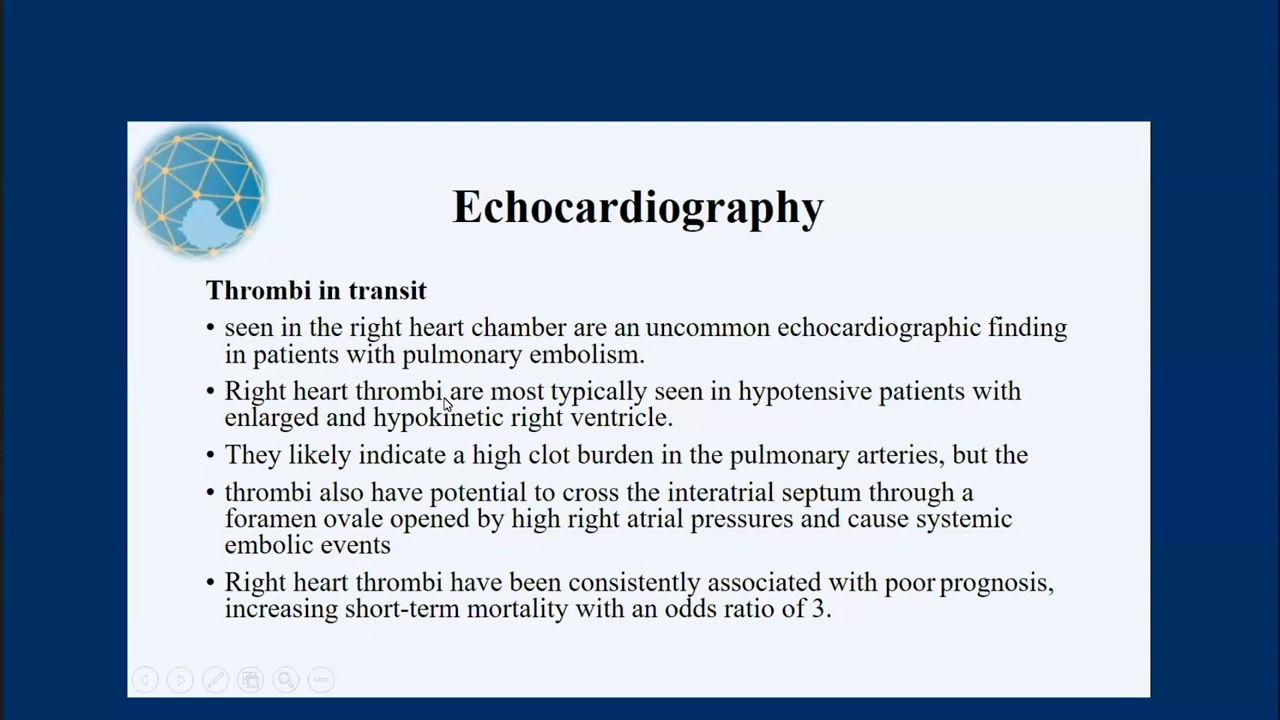 Echocardiography
Thrombi in transit
• seen in the right heart chamber are an uncommon echocardiographic finding
in patients with pulmonary embolism.
• Right heart thrombi are most typically seen in hypotensive patients with
enlarged and hypokinetic right ventricle.
• They likely indicate a high clot burden in the pulmonary arteries, but the
• thrombi also have potential to cross the interatrial septum through a
foramen ovale opened by high right atrial pressures and cause systemic
embolic events
• Right heart thrombi have been consistently associated with poor prognosis,
increasing short-term mortality with an odds ratio of 3.